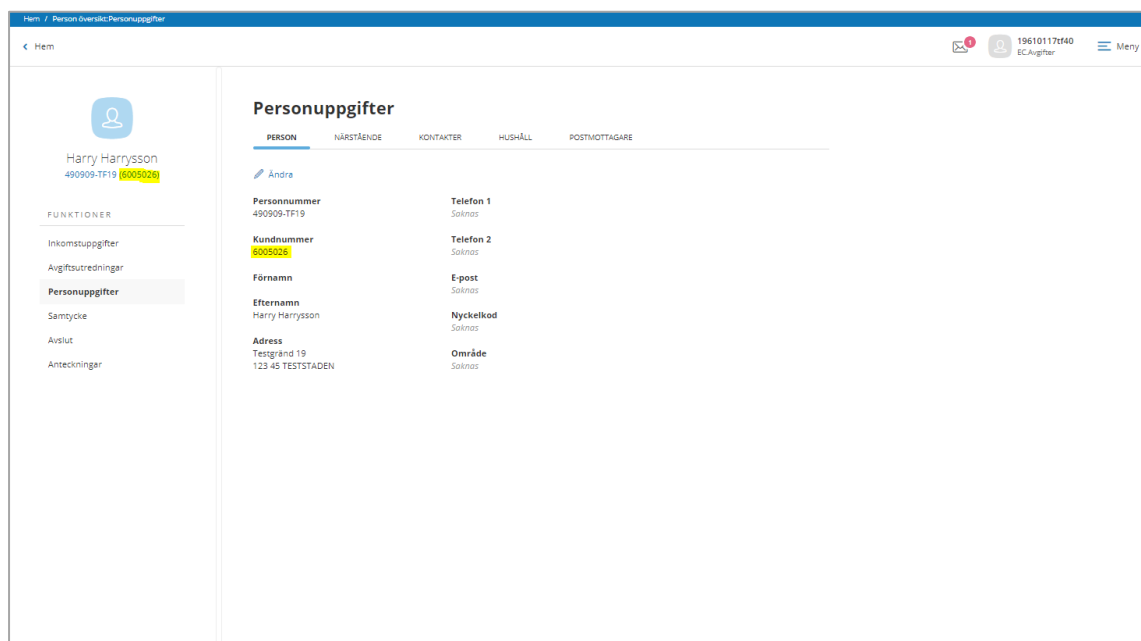 Hem / Person översikt:Personuppgifter
Hem
1
19610117tf40
EC.Avgifter
Meny
Harry Harrysson
490909-TF19 (6005026)
FUNKTIONER
Inkomstuppgifter
Avgiftsutredningar
Personuppgifter
Samtycke
Avslut
Anteckningar
Personuppgifter
PERSON NÄRSTÅENDE KONTAKTER HUSHÅLL POSTMOTTAGARE
Ändra
Personnummer
490909-TF19
Kundnummer
6005026
Förnamn
Efternamn
Harry Harrysson
Adress
Testgränd 19
123 45 TESTSTADEN
Telefon 1
Saknas
Telefon 2
Saknas
E-post
Saknas
Nyckelkod
Saknas
Område
Saknas